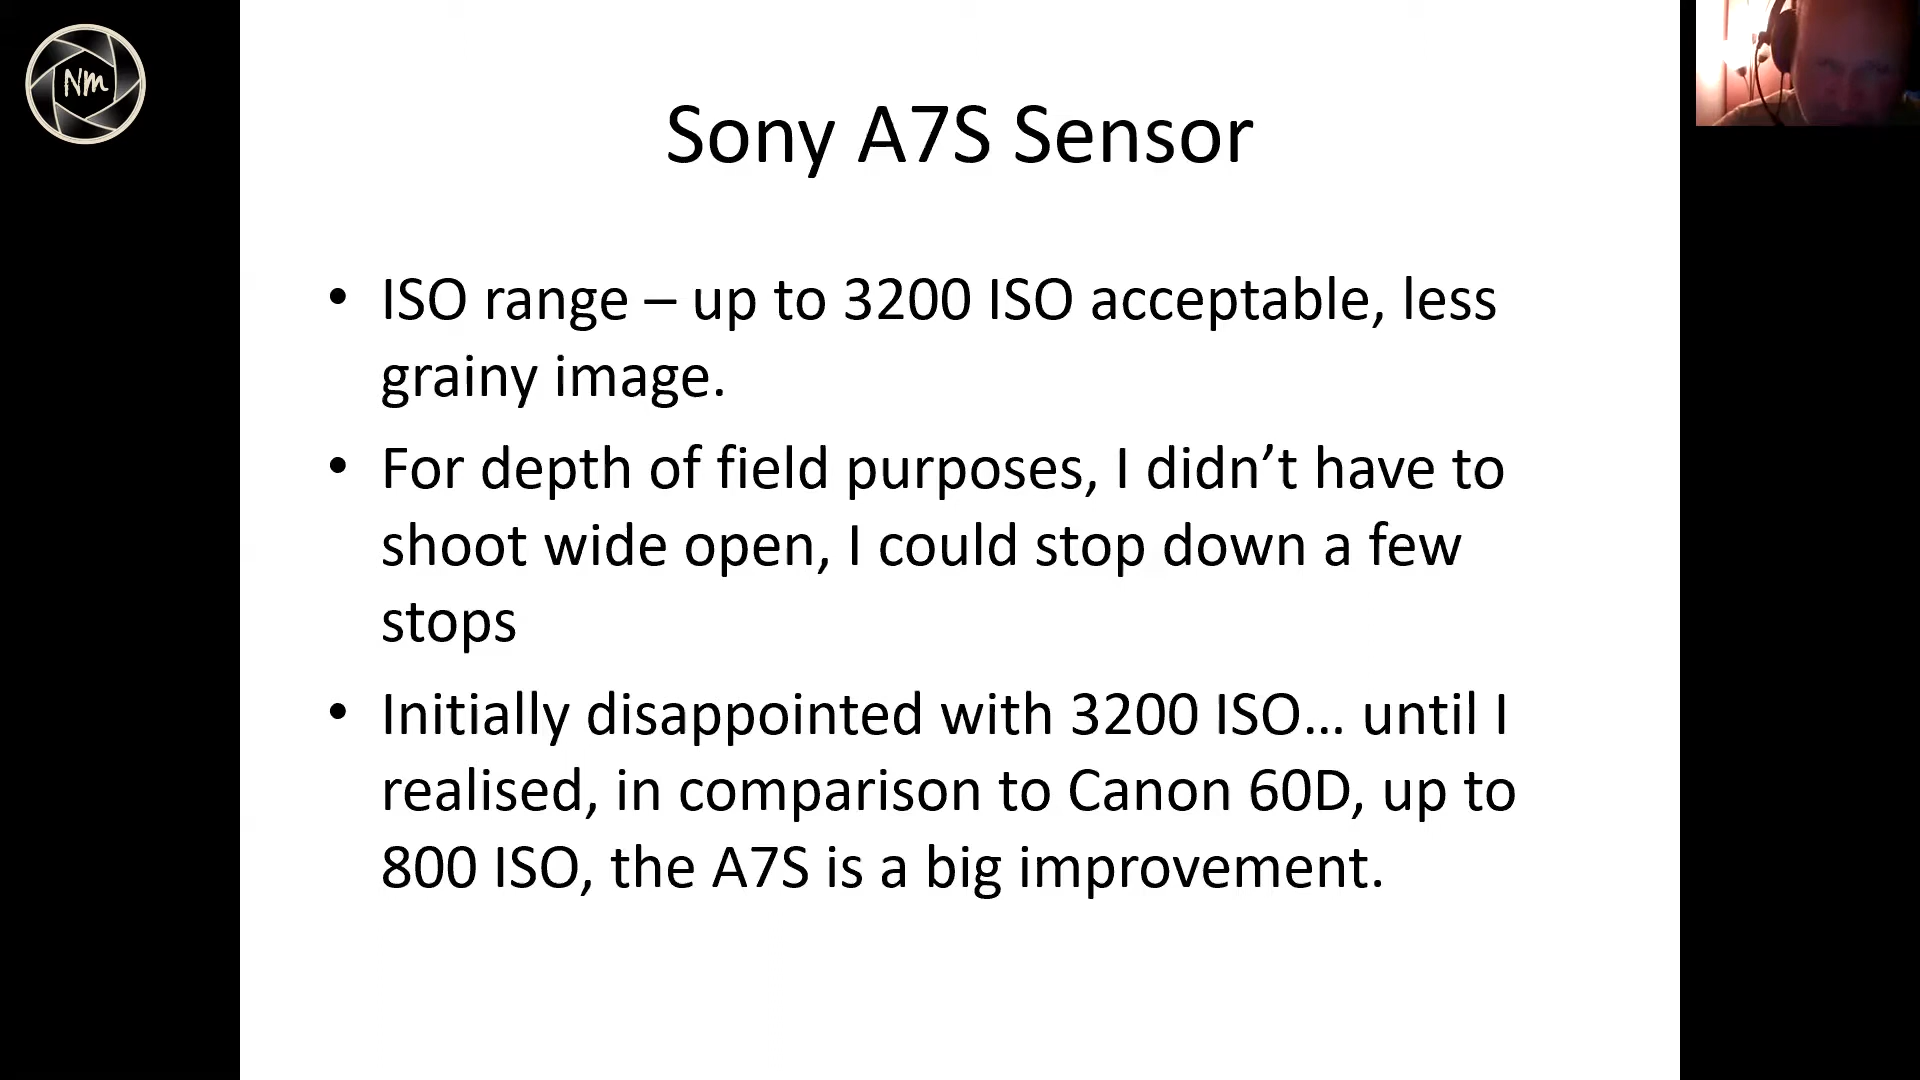 Nm
Sony A7S Sensor
• ISO range – up to 3200 ISO acceptable, less
grainy image.
• For depth of field purposes, I didn’t have to
shoot wide open, I could stop down a few
stops
• Initially disappointed with 3200 ISO… until I
realised, in comparison to Canon 60D, up to
800 ISO, the A7S is a big improvement.